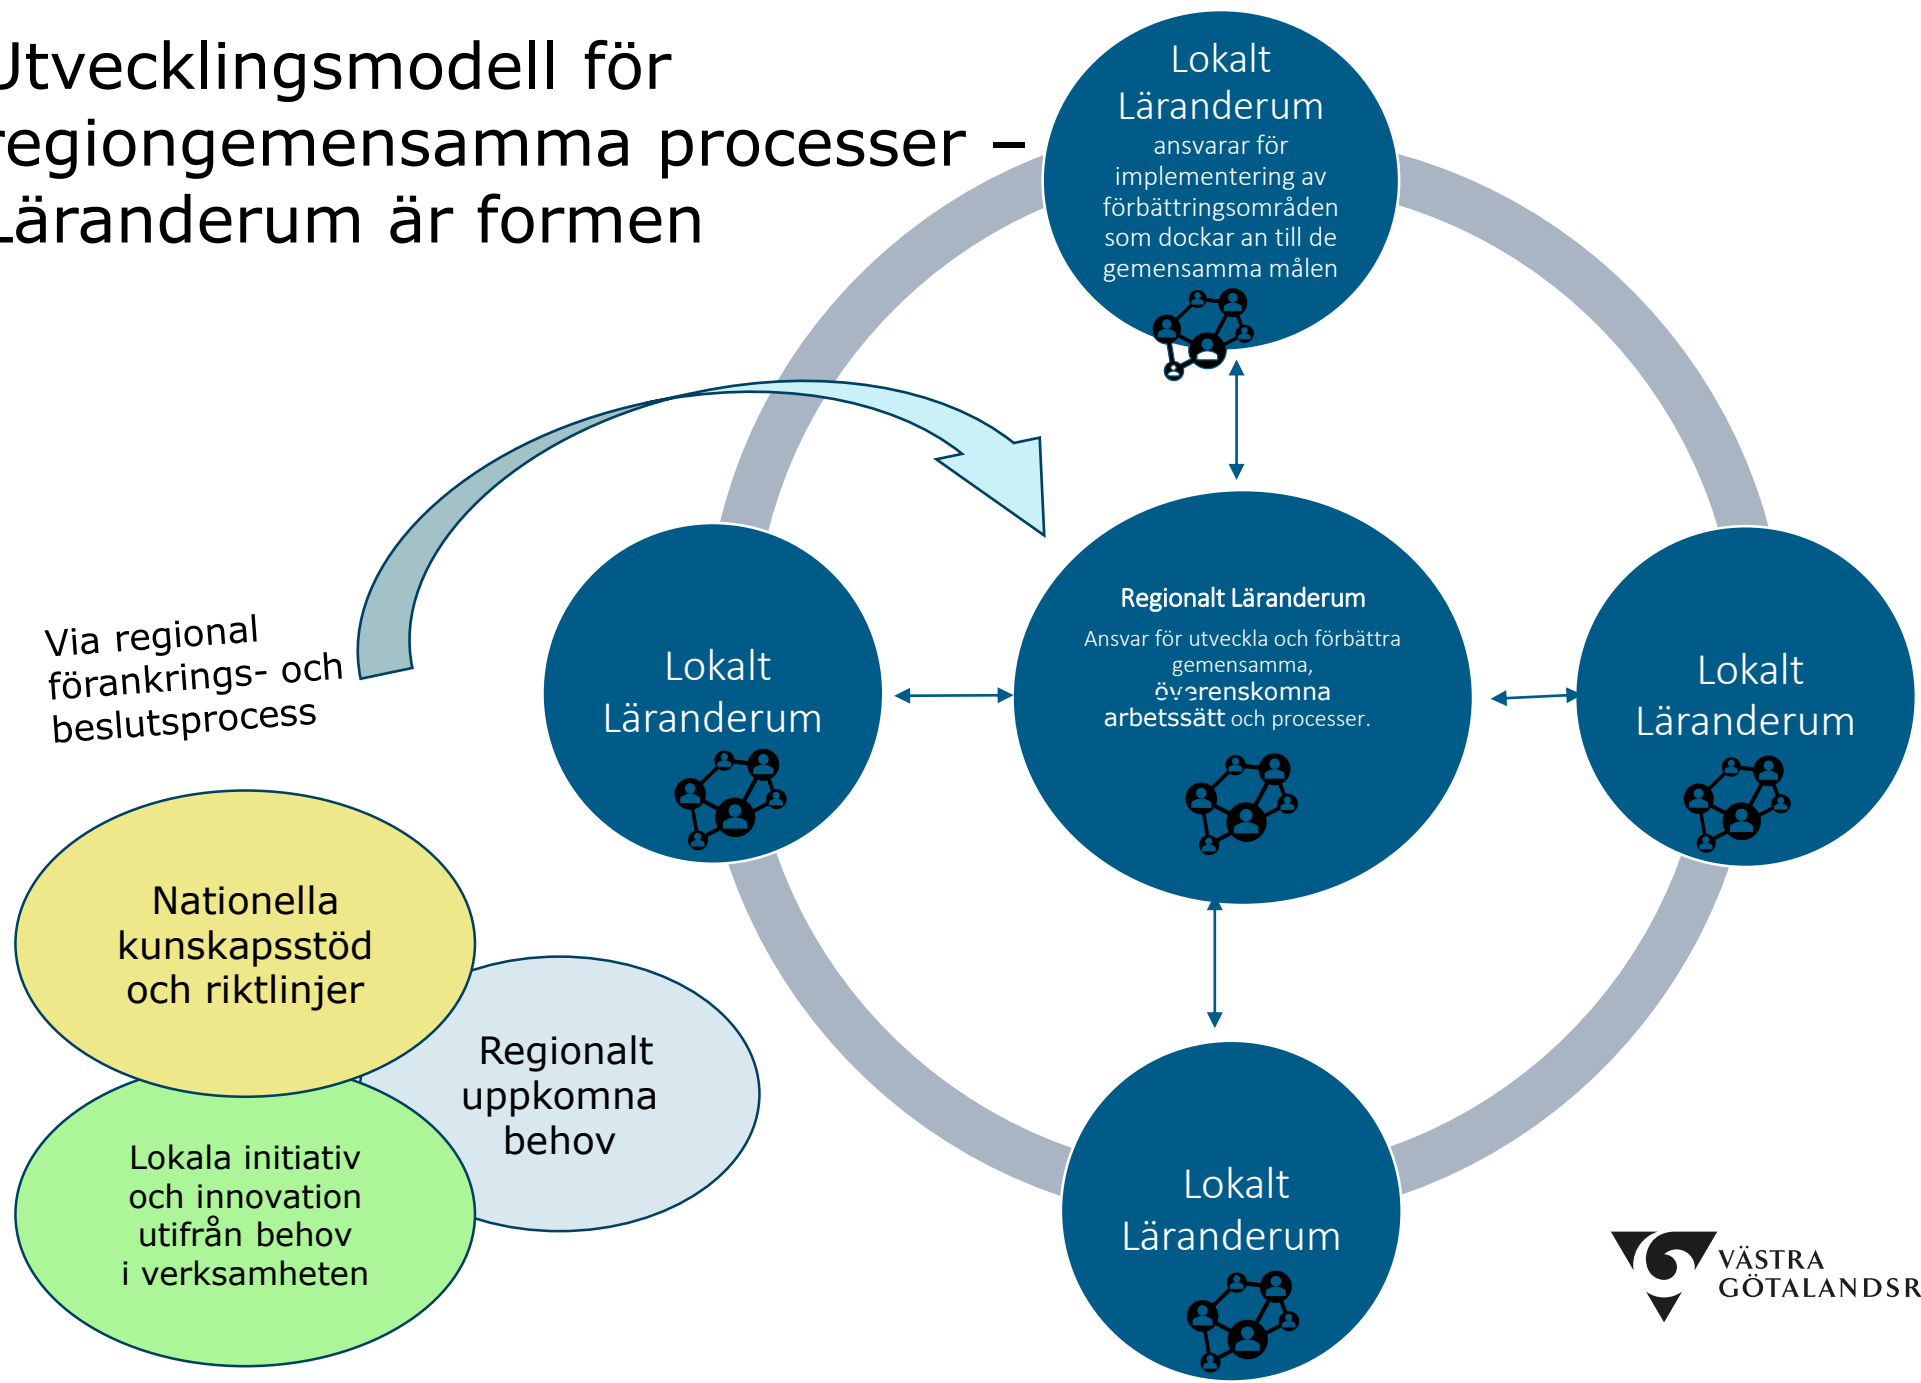 Utvecklingsmodell för
regiongemensamma processer –
Läranderum är formen
Lokalt
Läranderum
ansvarar för
implementering av
förbättringsområden
som dockar an till de
gemensamma målen
Via regional
förankrings- och
beslutsprocess
Lokalt
Läranderum
Regionalt Läranderum
Ansvar för utveckla och förbättra
gemensamma,
överenskomna
arbetssätt och processer.
Lokalt
Läranderum
Nationella
kunskapsstöd
och riktlinjer
Regionalt
uppkomna
behov
Lokala initiativ
och innovation
utifrån behov
i verksamheten
Lokalt
Läranderum
VÄSTRA
GÖTALANDSR